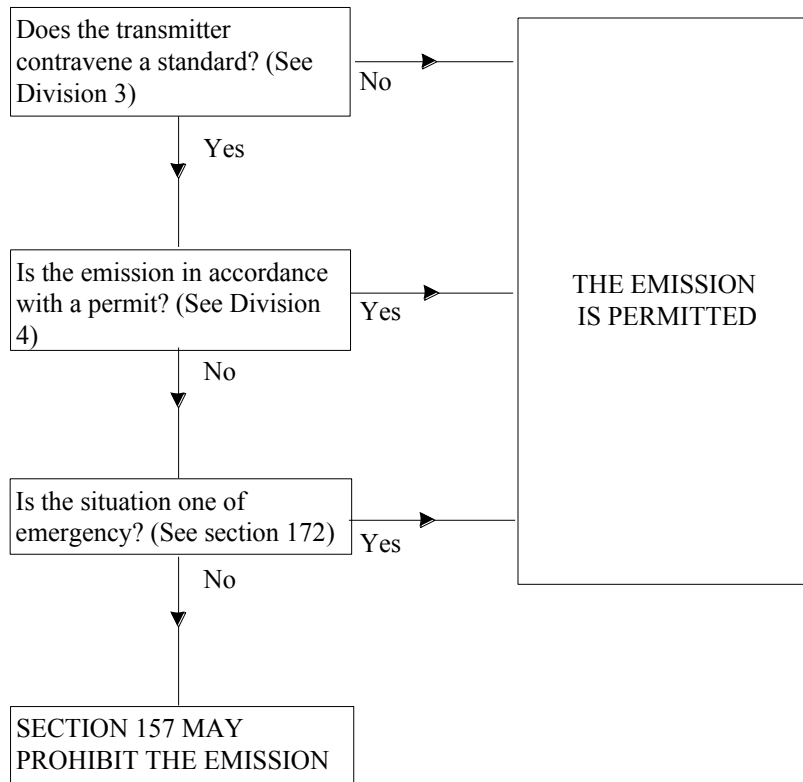 Does the transmitter
contravene a standard? (See
Division 3)
No
Yes
Is the emission in accordance
with a permit? (See Division
4)
Yes
No
Is the situation one of
emergency? (See section 172)
Yes
No
SECTION 157 MAY
PROHIBIT THE EMISSION
THE EMISSION
IS PERMITTED